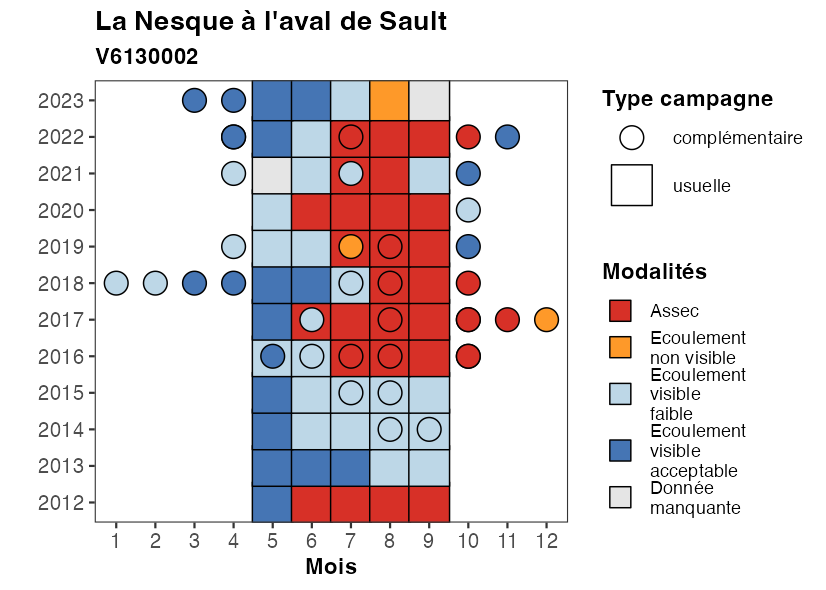 La Nesque à l'aval de Sault
V6130002
2023
2022
2021
2020
2019
2018
2017
2016
2015
2014
2013
2012
1 2 3 4 5 6 7 8 9 10 11 12
Mois
Type campagne
complémentaire
usuelle
Modalités
Assec
Ecoulement
non visible
Ecoulement
visible
faible
Ecoulement
visible
acceptable
Donnée
manquante